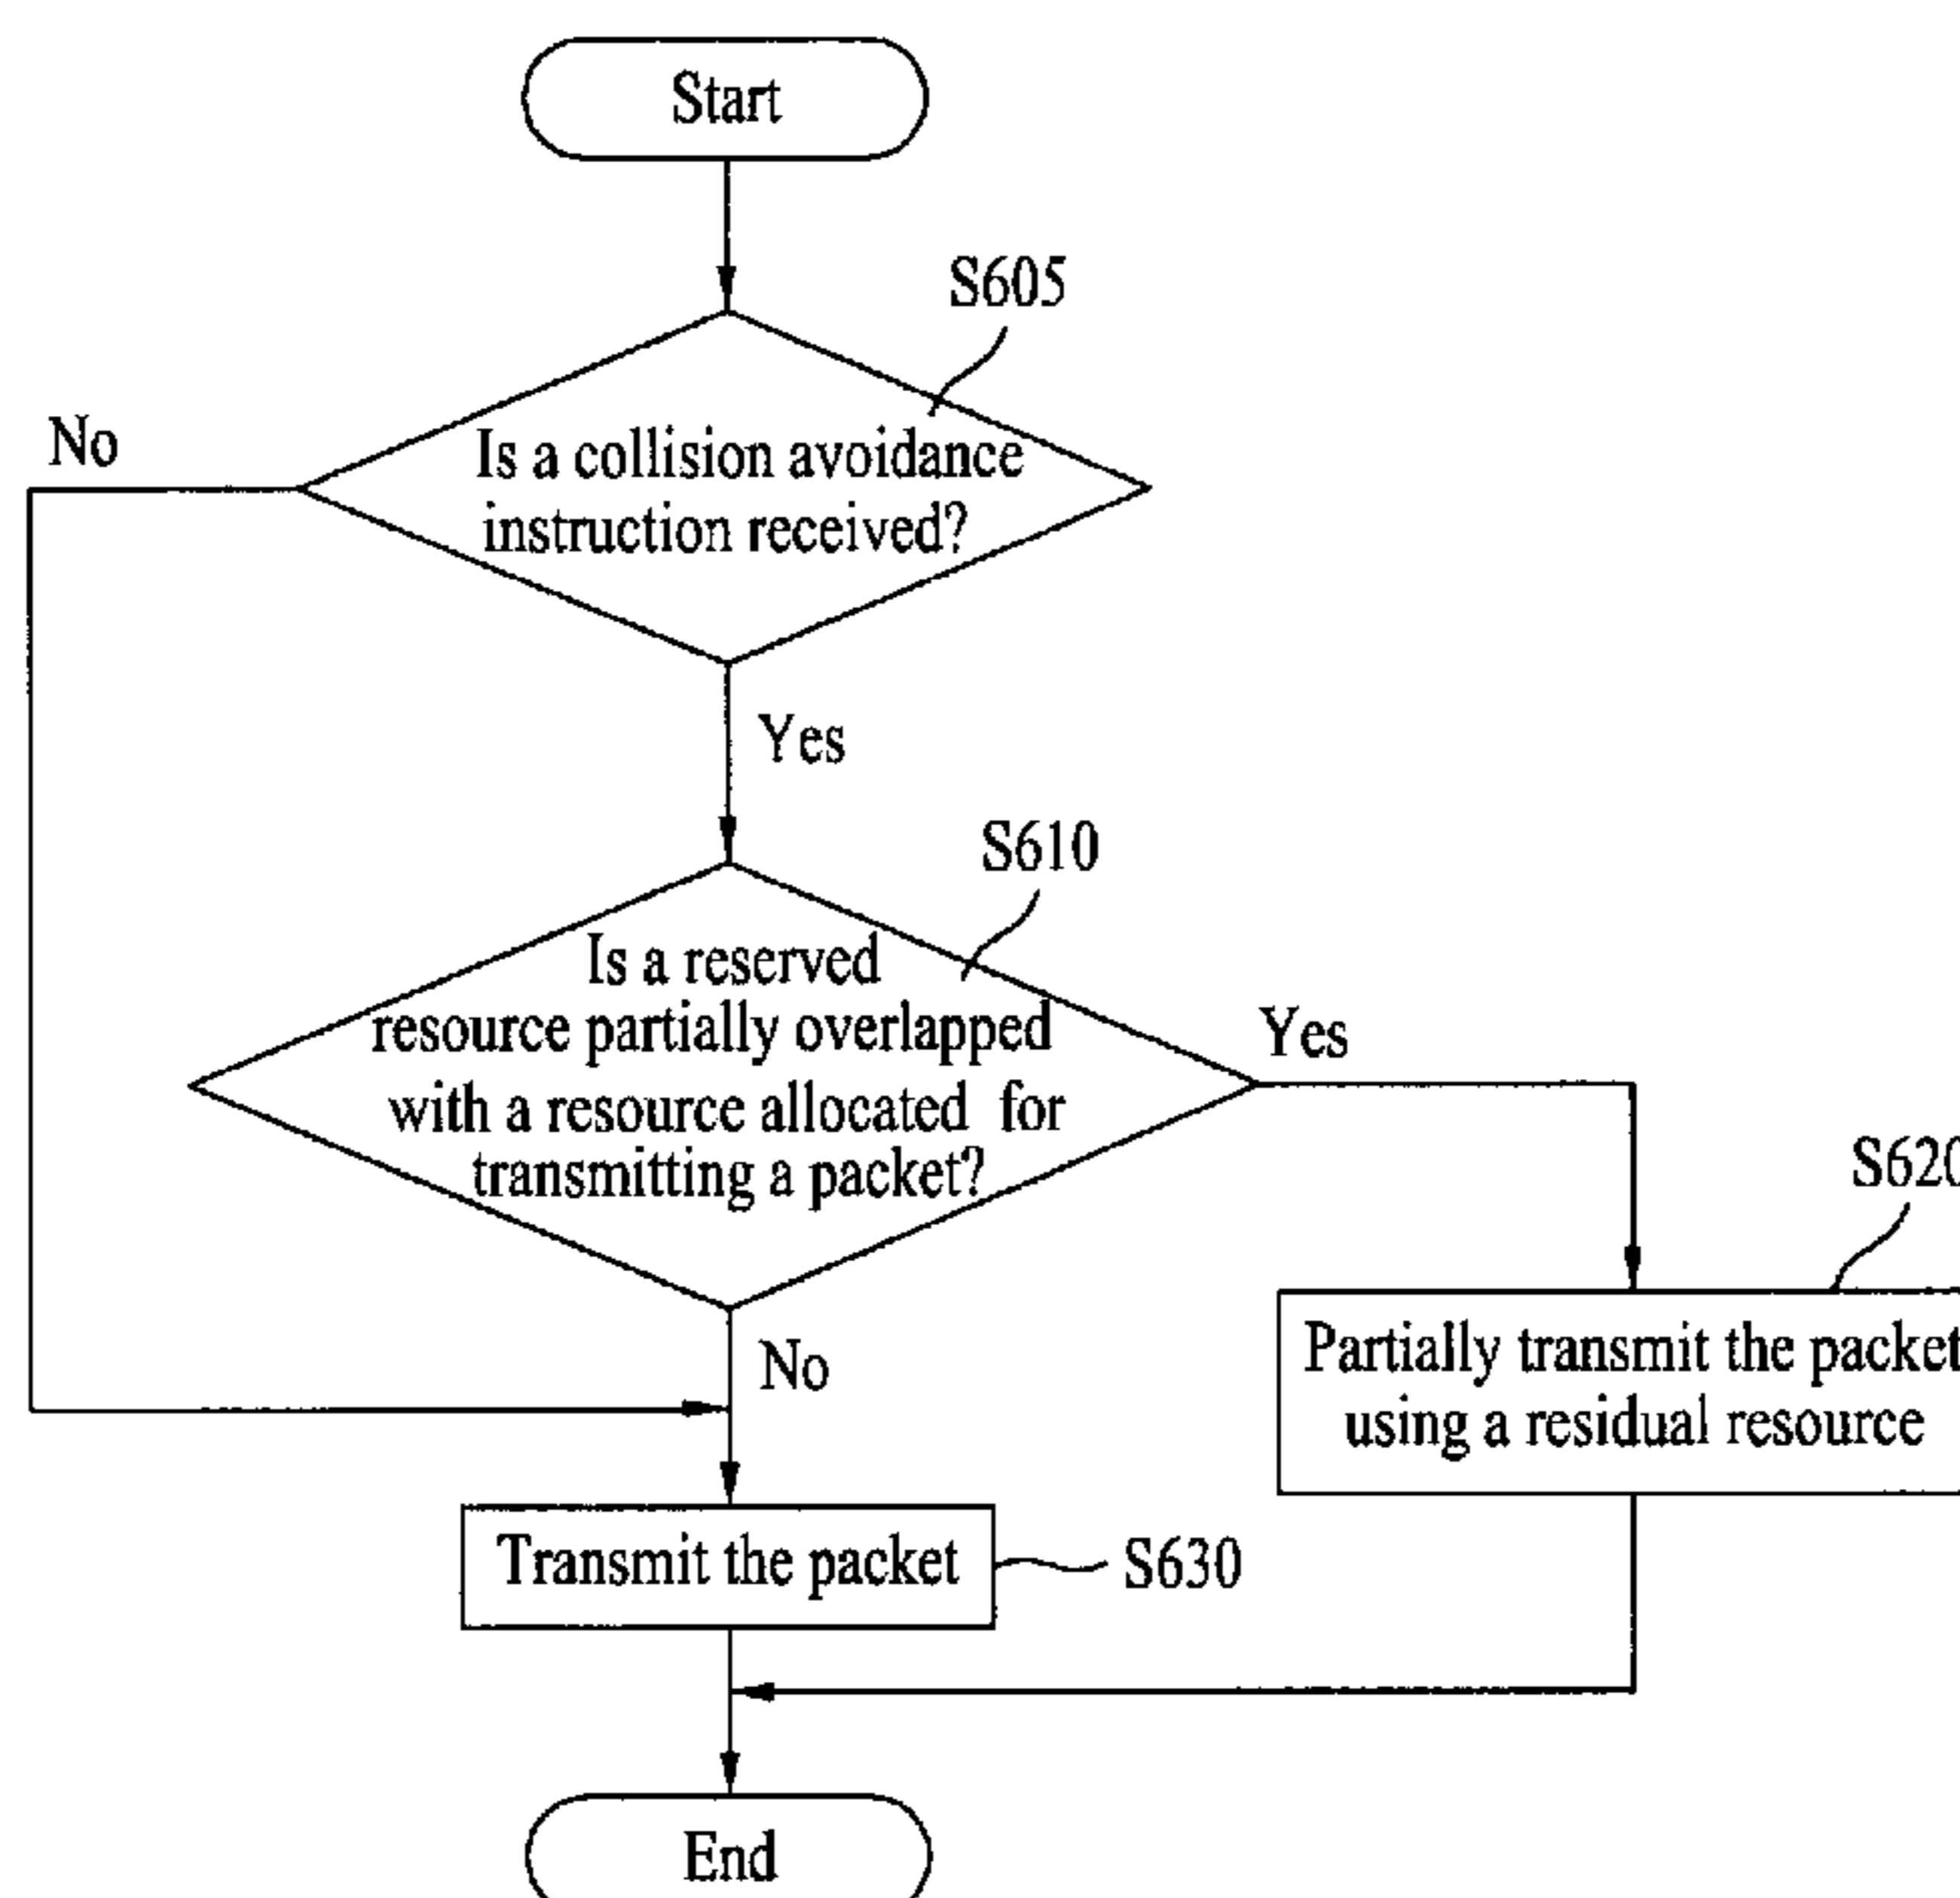 Start
S605
No
Is a collision avoidance
instruction received?
Yes
S610
Is a reserved
resource partially overlapped
with a resource allocated for
transmitting a packet?
Yes
S620
No
Partially transmit the packet
using a residual resource
Transmit the packet
S630
End